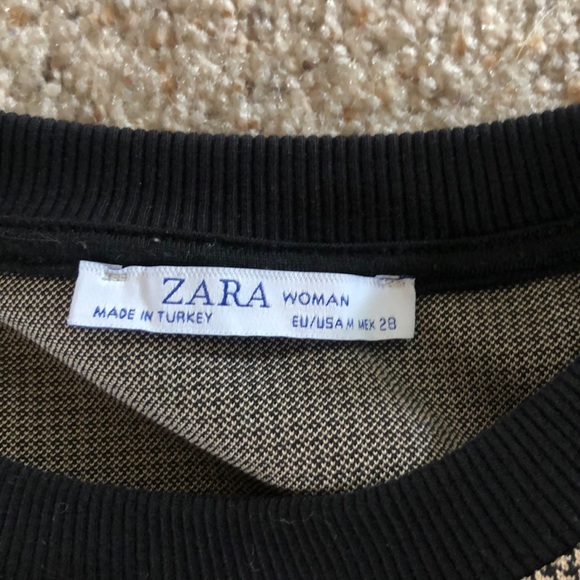 ZARA WOMAN
MADE IN TURKEY EU/USA M MEX 28